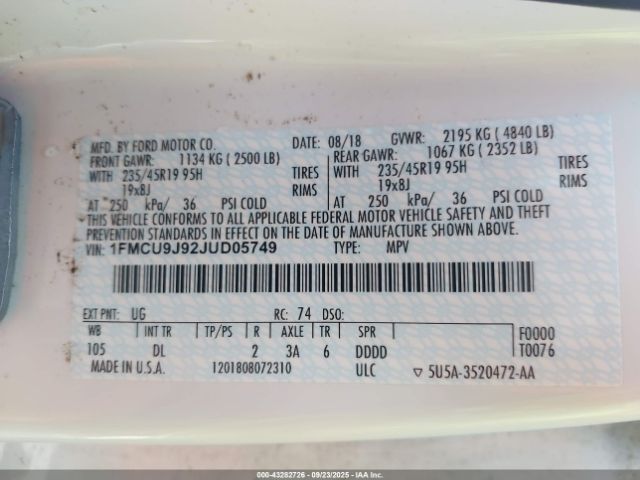 MFD. BY FORD MOTOR CO. DATE: 08/18 GVWR: 2195 KG ( 4840 LB)
FRONT GAWR: 1134 KG ( 2500 LB) REAR GAWR: 1067 KG ( 2352 LB)
WITH 235/45R19 95H TIRES WITH 235/45R19 95H TIRES
19x8J RIMS 19x8J RIMS
AT 250 kPa/ 36 PSI COLD AT 250 kPa/ 36 PSI COLD
THIS VEHICLE CONFORMS TO ALL APPLICABLE FEDERAL MOTOR VEHICLE SAFETY AND THEFT
PREVENTION STANDARDS IN EFFECT ON THE DATE OF MANUFACTURE SHOWN ABOVE.
VIN: 1FMCU9J92JUD05749 TYPE: MPV
EXT PNT: UG RC: 74 DSO:
WB INT TR TP/PS R AXLE TR SPR F0000
105 DL 2 3A 6 DDDD T0076
MADE IN U.S.A. 1201808072310 ULC ▽ 5U5A-3520472-AA
000-43282726 - 09/23/2025 - IAA Inc.